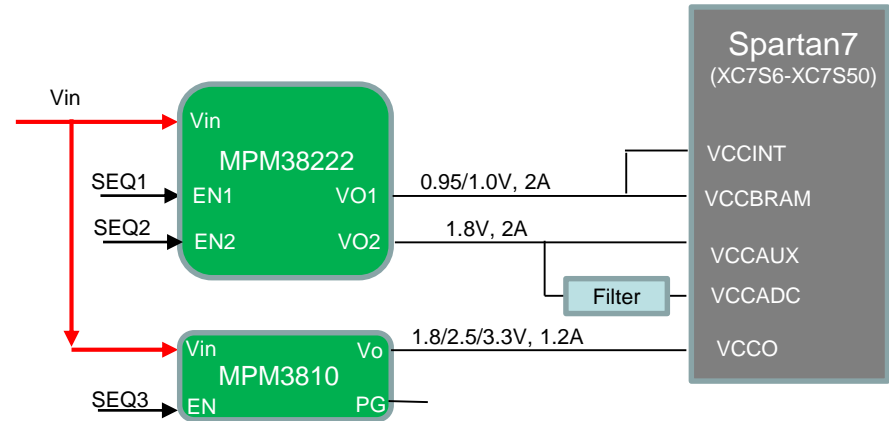 Spartan7
(XC7S6-XC7S50)
Vin
Vin
MPM38222
SEQ1
EN1
VO1
0.95/1.0V, 2A
VCCINT
VCCBRAM
SEQ2
EN2
VO2
1.8V, 2A
VCCAUX
Filter
VCCADC
Vin
Vo
1.8/2.5/3.3V, 1.2A
VCCO
MPM3810
SEQ3
EN
PG